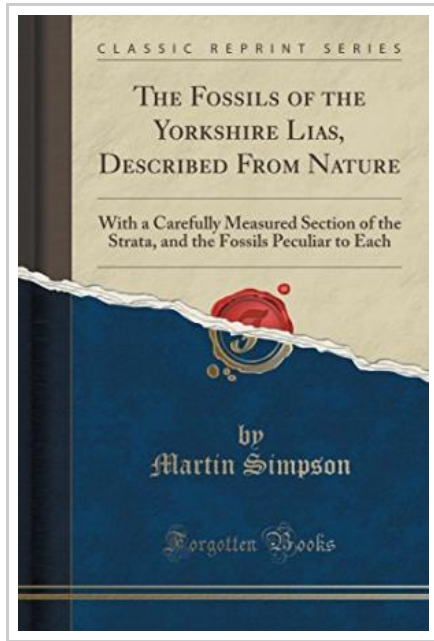 CLASSIC REPRINT SERIES
THE FOSSILS OF THE
YORKSHIRE LIAS,
DESCRIBED FROM NATURE
With a Carefully Measured Section of the
Strata, and the Fossils Peculiar to Each
by
Martin Simpson
Forgotten Books